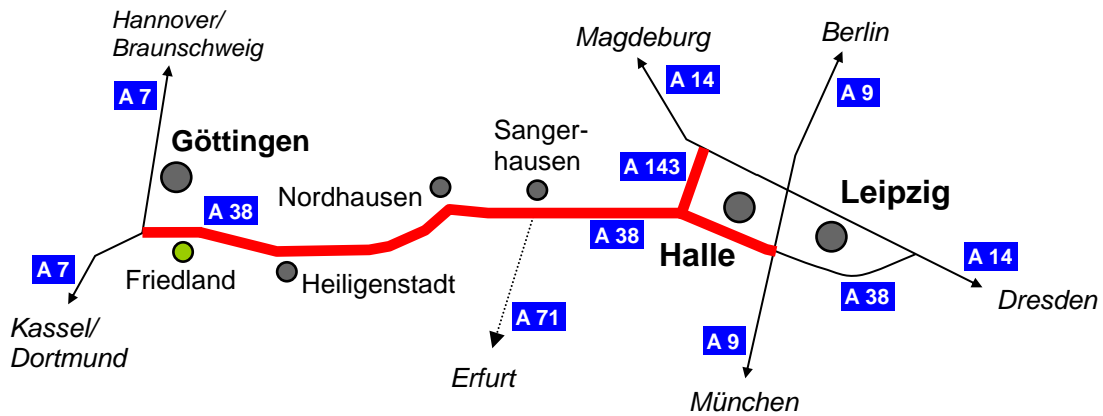 Hannover/
Braunschweig
Magdeburg
Berlin
A 7
A 14
A 9
Göttingen
Sanger-
hausen
A 143
Nordhausen
Leipzig
A 38
A 38
Halle
A 7
Friedland
Heiligenstadt
A 14
A 38
Dresden
Kassel/
Dortmund
A 71
A 9
Erfurt
München